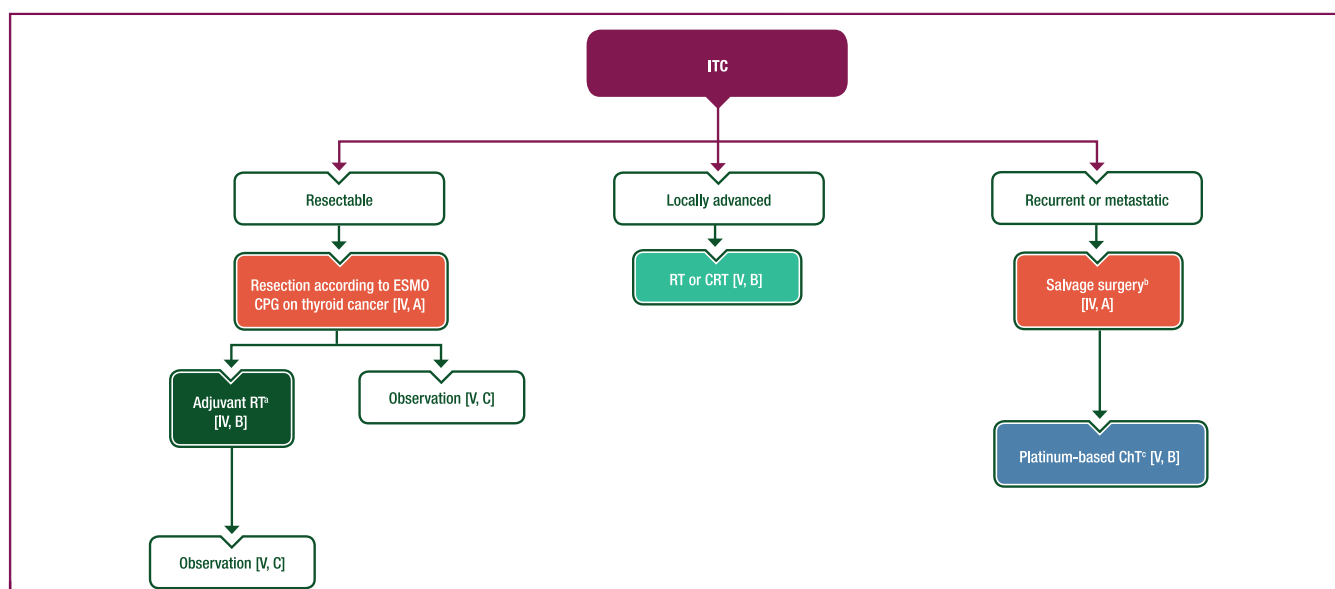 ITC
Resectable
Locally advanced
Recurrent or metastatic
Resection according to ESMO
CPG on thyroid cancer [IV, A]
RT or CRT [V, B]
Salvage surgeryᵇ
[IV, A]
Adjuvant RTᵃ
[IV, B]
Observation [V, C]
Platinum-based ChTᶜ [V, B]
Observation [V, C]